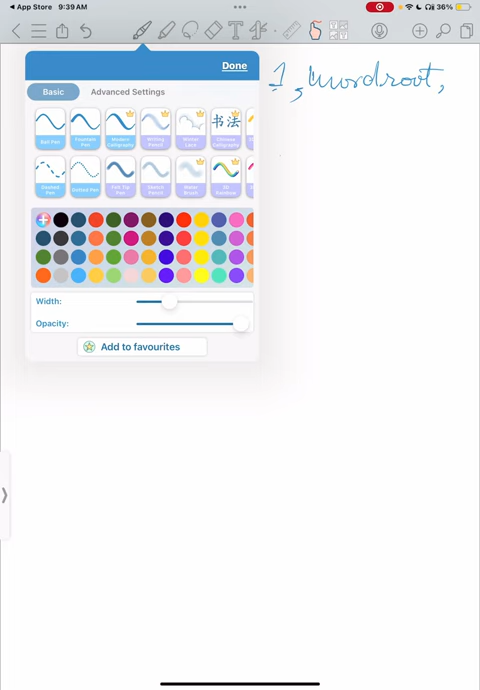 App Store 9:39 AM 36%
Done
Basic Advanced Settings
Ball Pen Fountain Pen Modern Calligraphy Writing Pencil Winter Lace 书法 Chinese Calligraphy
Dashed Pen Dotted Pen Felt Tip Pen Sketch Pencil Water Brush 3D Rainbow
Width:
Opacity:
Add to favourites
1, wordroot,